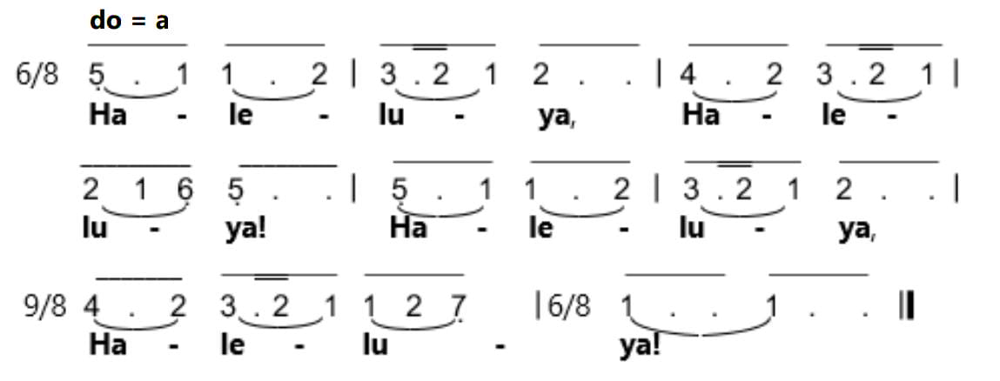 do = a
6/8 5̣ . 1 1 . 2 | 3 . 2 1 2 . . | 4 . 2 3 . 2 1 |
Ha - le - lu - ya, Ha - le -
2 1 6̣ 5̣ . . | 5̣ . 1 1 . 2 | 3 . 2 1 2 . . |
lu - ya! Ha - le - lu - ya,
9/8 4 . 2 3 . 2 1 1 2 7̣ | 6/8 1 . . 1 . . ||
Ha - le - lu - ya!